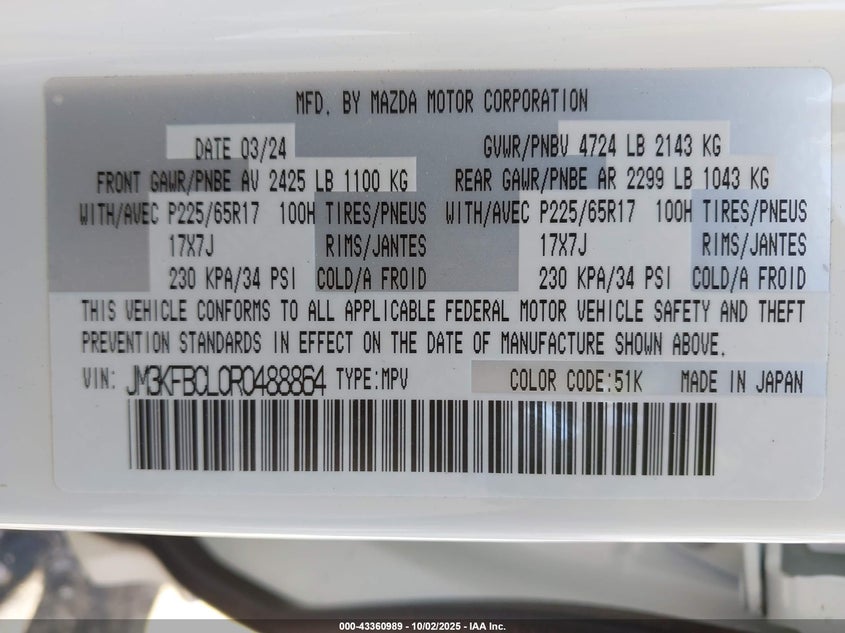 MFD. BY MAZDA MOTOR CORPORATION
DATE 03/24 GVWR/PNBV 4724 LB 2143 KG
FRONT GAWR/PNBE AV 2425 LB 1100 KG REAR GAWR/PNBE AR 2299 LB 1043 KG
WITH/AVEC P225/65R17 100H TIRES/PNEUS WITH/AVEC P225/65R17 100H TIRES/PNEUS
17X7J RIMS/JANTES 17X7J RIMS/JANTES
230 KPA/34 PSI COLD/A FROID 230 KPA/34 PSI COLD/A FROID
THIS VEHICLE CONFORMS TO ALL APPLICABLE FEDERAL MOTOR VEHICLE SAFETY AND THEFT
PREVENTION STANDARDS IN EFFECT ON THE DATE OF MANUFACTURE SHOWN ABOVE.
VIN: JM3KFBCL0R0488864 TYPE:MPV COLOR CODE:51K MADE IN JAPAN
000-43360989 - 10/02/2025 - IAA Inc.